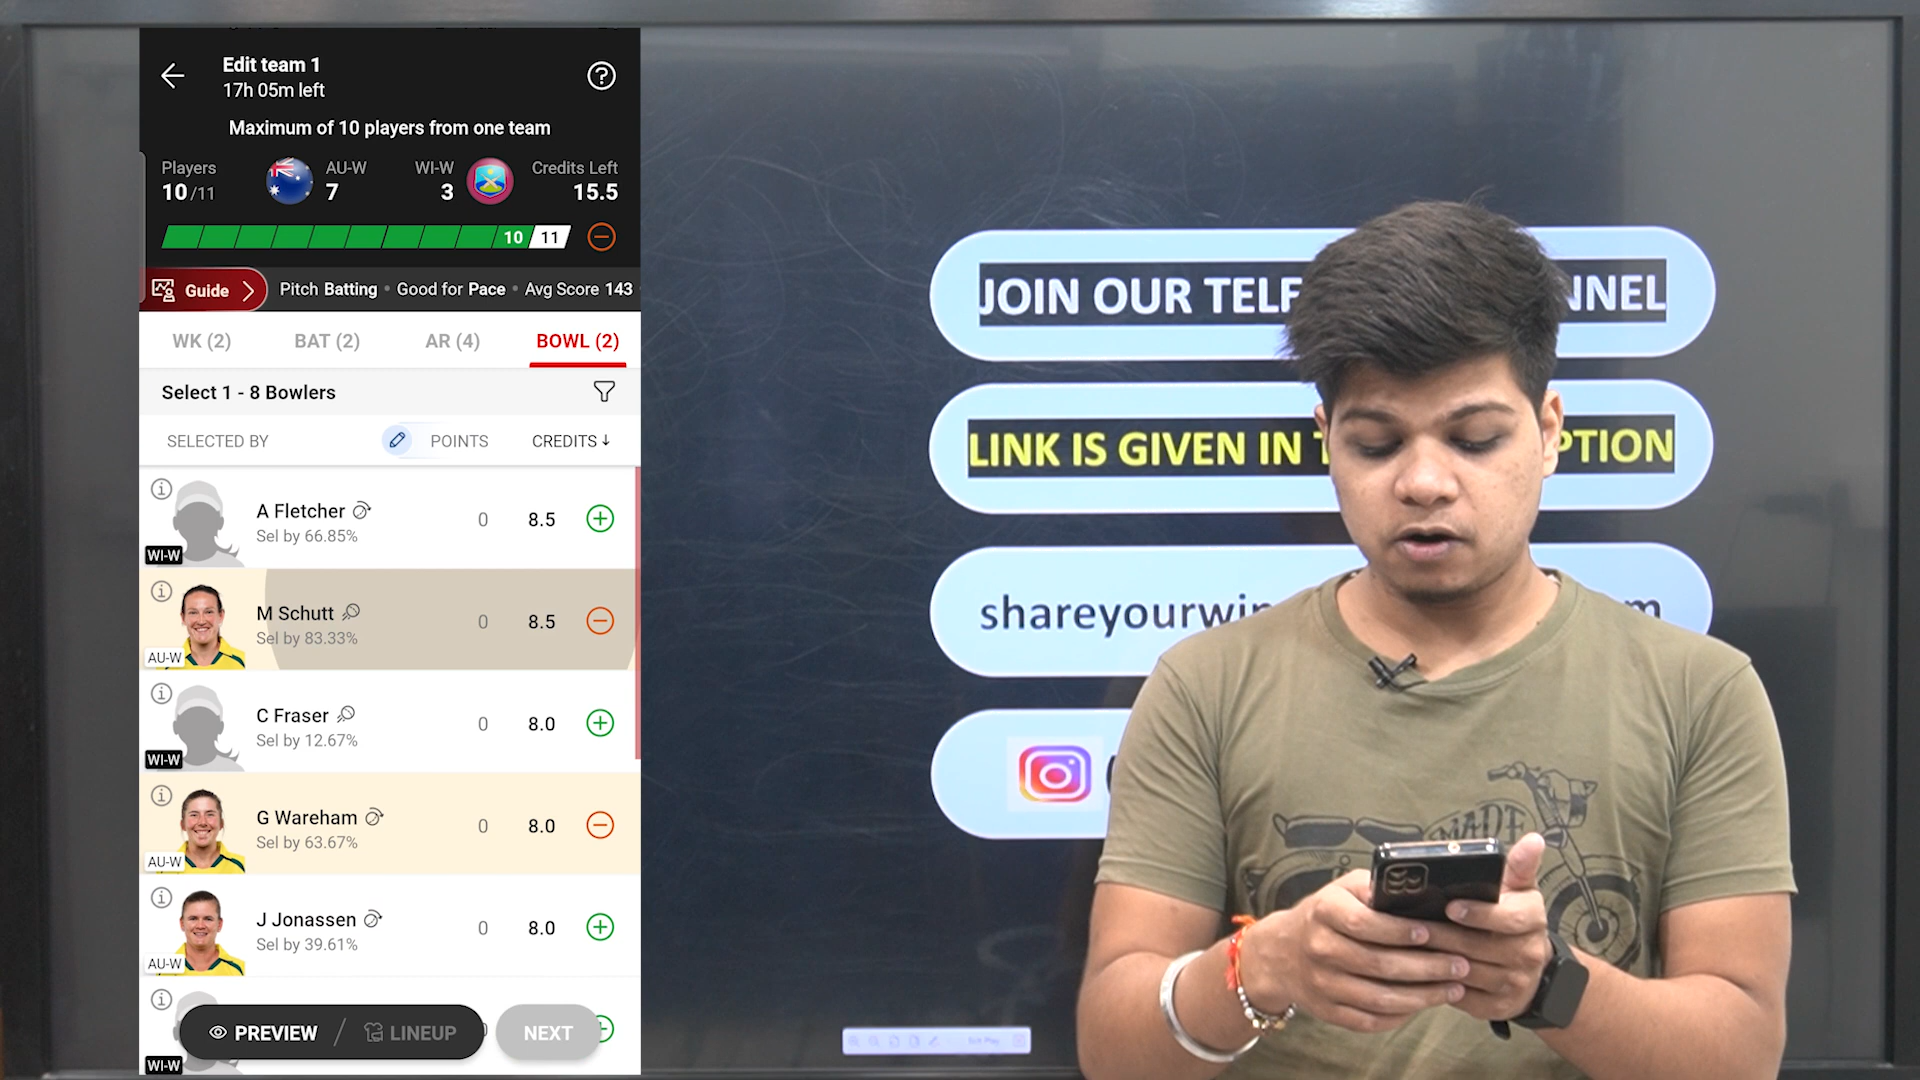 Edit team 1
17h 05m left
Maximum of 10 players from one team
Players
10/11
AU-W
7
WI-W
3
Credits Left
15.5
10 11
Guide
Pitch Batting • Good for Pace • Avg Score 143
WK (2)
BAT (2)
AR (4)
BOWL (2)
Select 1 - 8 Bowlers
SELECTED BY
POINTS
CREDITS ↓
A Fletcher
Sel by 66.85%
0
8.5
WI-W
M Schutt
Sel by 83.33%
0
8.5
AU-W
C Fraser
Sel by 12.67%
0
8.0
WI-W
G Wareham
Sel by 63.67%
0
8.0
AU-W
J Jonassen
Sel by 39.61%
0
8.0
AU-W
PREVIEW / LINEUP
NEXT
WI-W
JOIN OUR
LINK IS GIVEN IN
MADE